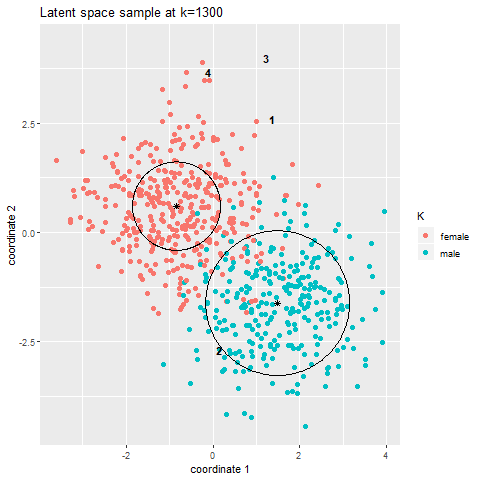 Latent space sample at k=1300
3
4
1
2
2.5
0.0
-2.5
-2
0
2
4
coordinate 1
coordinate 2
K
female
male